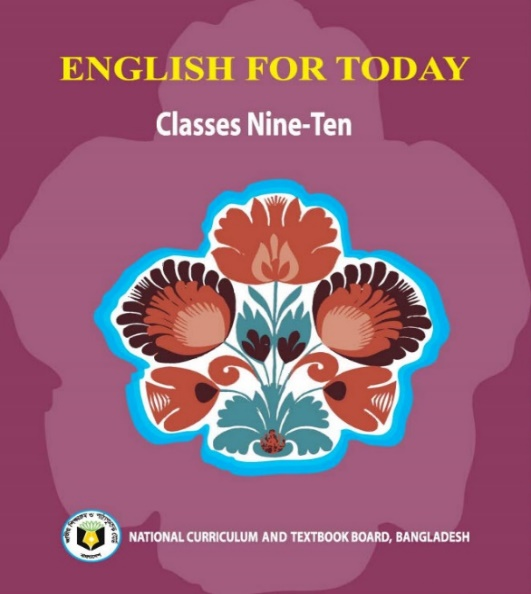 ENGLISH FOR TODAY
Classes Nine-Ten
NATIONAL CURRICULUM AND TEXTBOOK BOARD, BANGLADESH